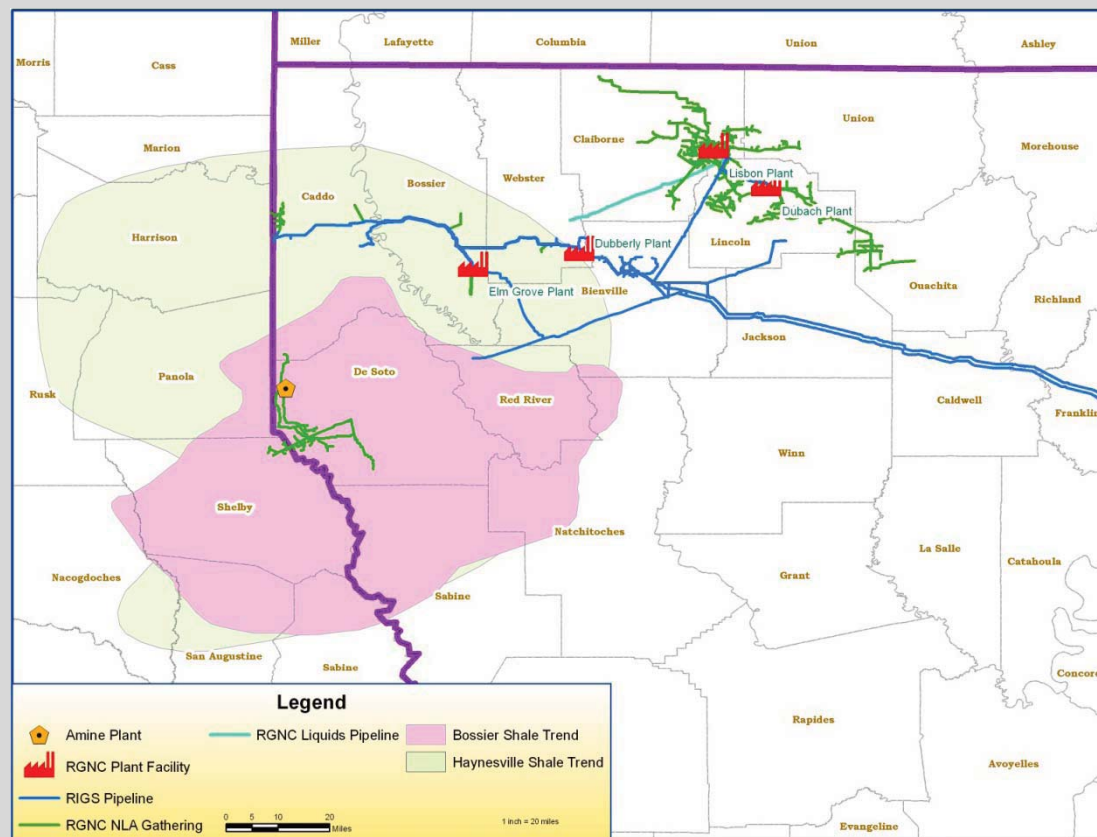 Miller
Lafayette
Columbia
Union
Ashley
Morris
Cass
Union
Claiborne
Morehouse
Marion
Webster
Bossier
Caddo
Lisbon Plant
Dubach Plant
Harrison
Lincoln
Dubberly Plant
Elm Grove Plant
Bienville
Ouachita
Richland
Jackson
De Soto
Panola
Rusk
Red River
Caldwell
Franklin
Winn
Shelby
Natchitoches
La Salle
Catahoula
Nacogdoches
Grant
Sabine
San Augustine
Sabine
Concord
Rapides
Avoyelles
Evangeline
Legend
Amine Plant
RGNC Liquids Pipeline
Bossier Shale Trend
RGNC Plant Facility
Haynesville Shale Trend
RIGS Pipeline
RGNC NLA Gathering
20 10 0 20
Miles
1 inch = 20 miles